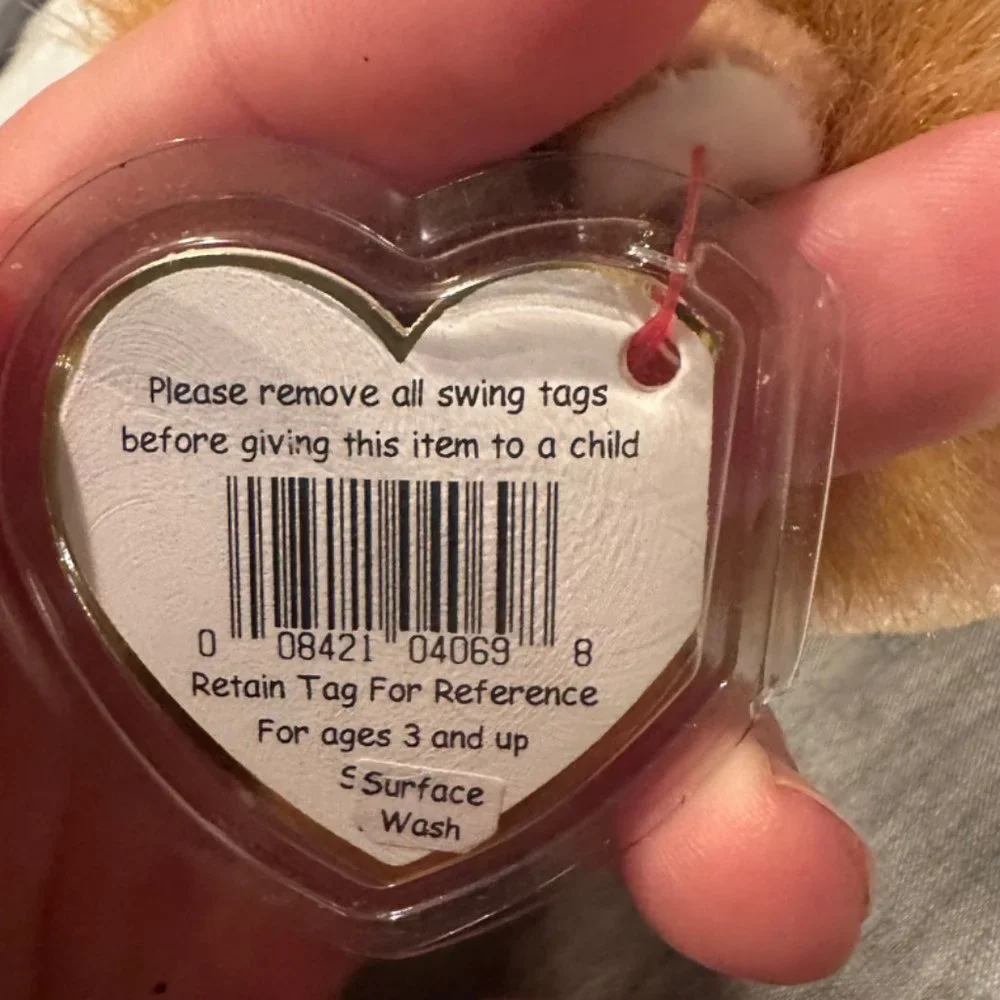 Please remove all swing tags
before giving this item to a child
0 08421 04069 8
Retain Tag For Reference
For ages 3 and up
S Surface
Wash